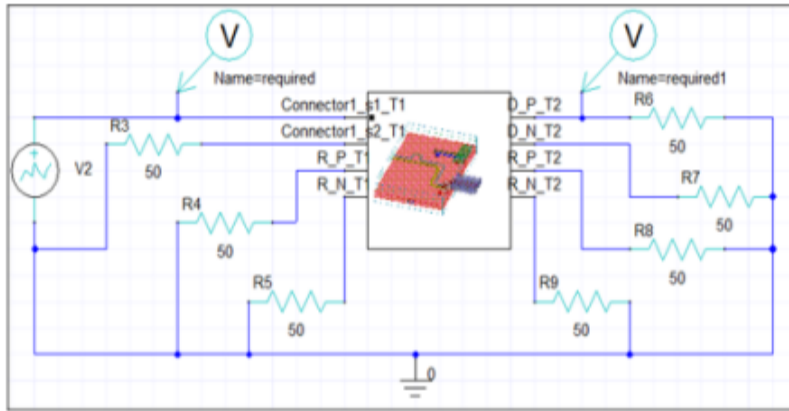 V
V
Name=required
Name=required1
Connector1_s1_T1
D_P_T2
R6
R3
Connector1_s2_T1
D_N_T2
50
V2
50
R_P_T1
R_P_T2
R7
R_N_T1
R_N_T2
R4
50
R8
50
50
R5
R9
50
50
0